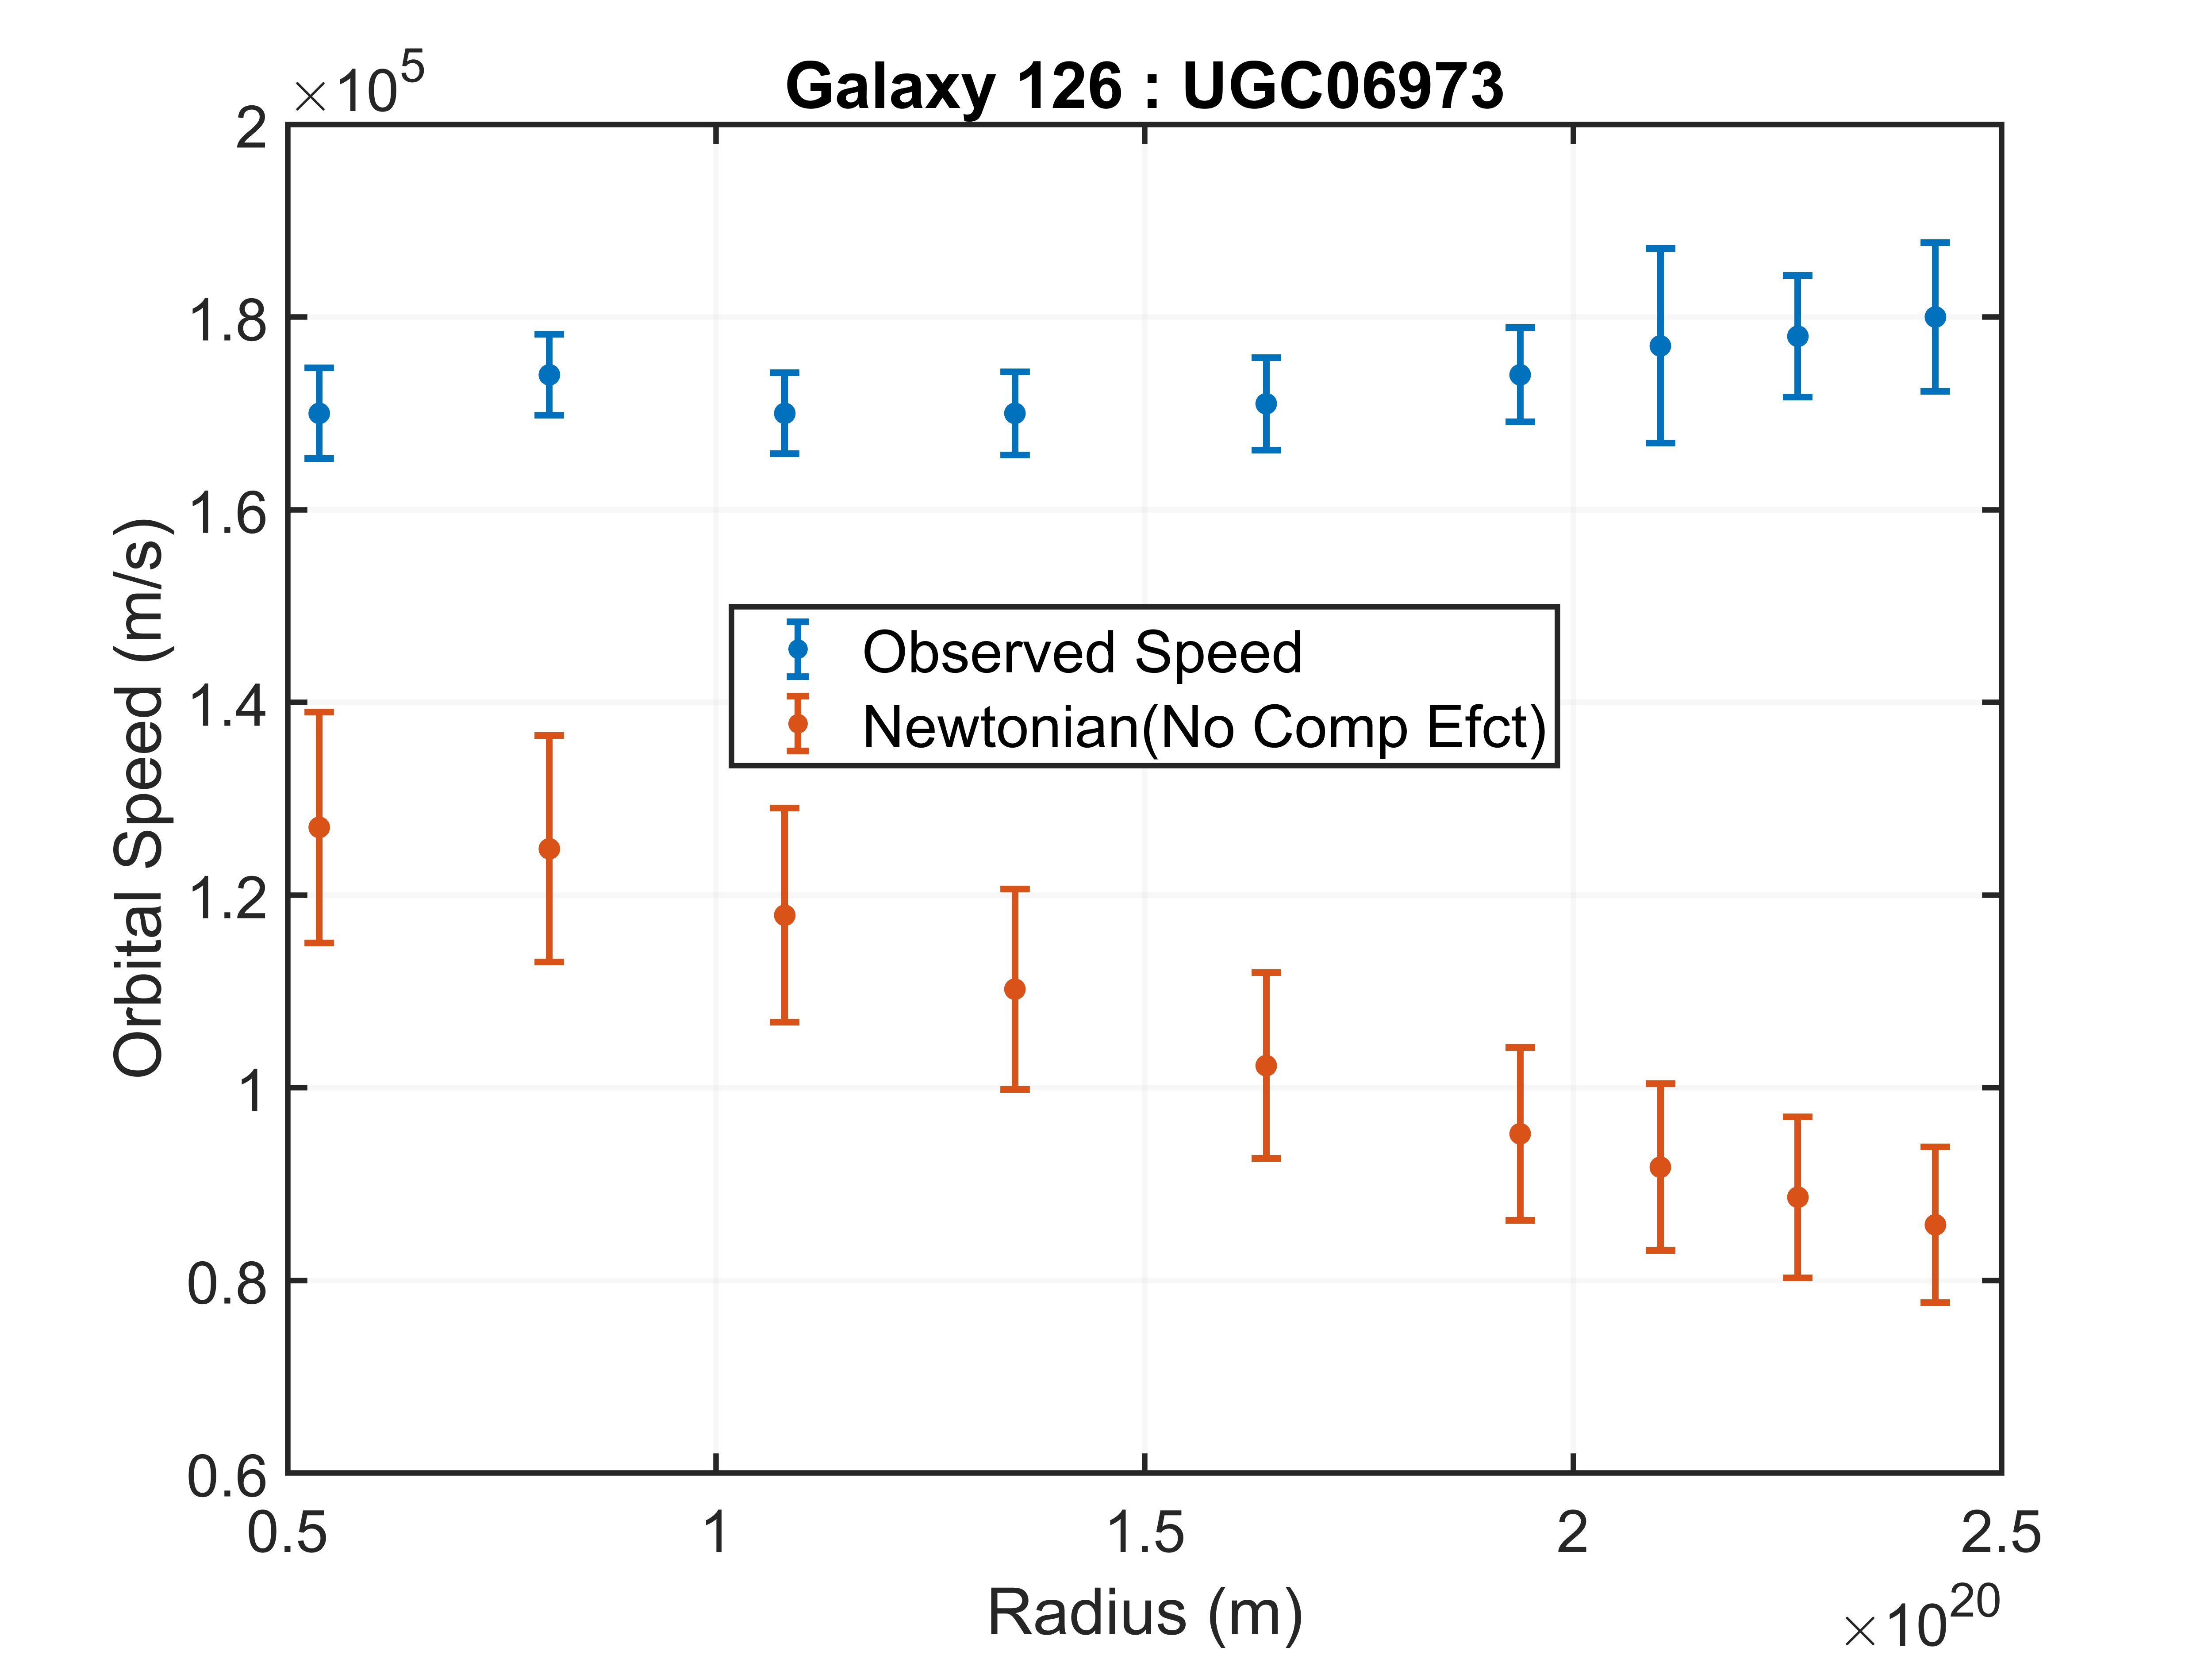 Galaxy 126 : UGC06973
×10^5
2
1.8
1.6
1.4
1.2
1
0.8
0.6
Orbital Speed (m/s)
Observed Speed
Newtonian(No Comp Efct)
0.5 1 1.5 2 2.5
Radius (m)
×10^20